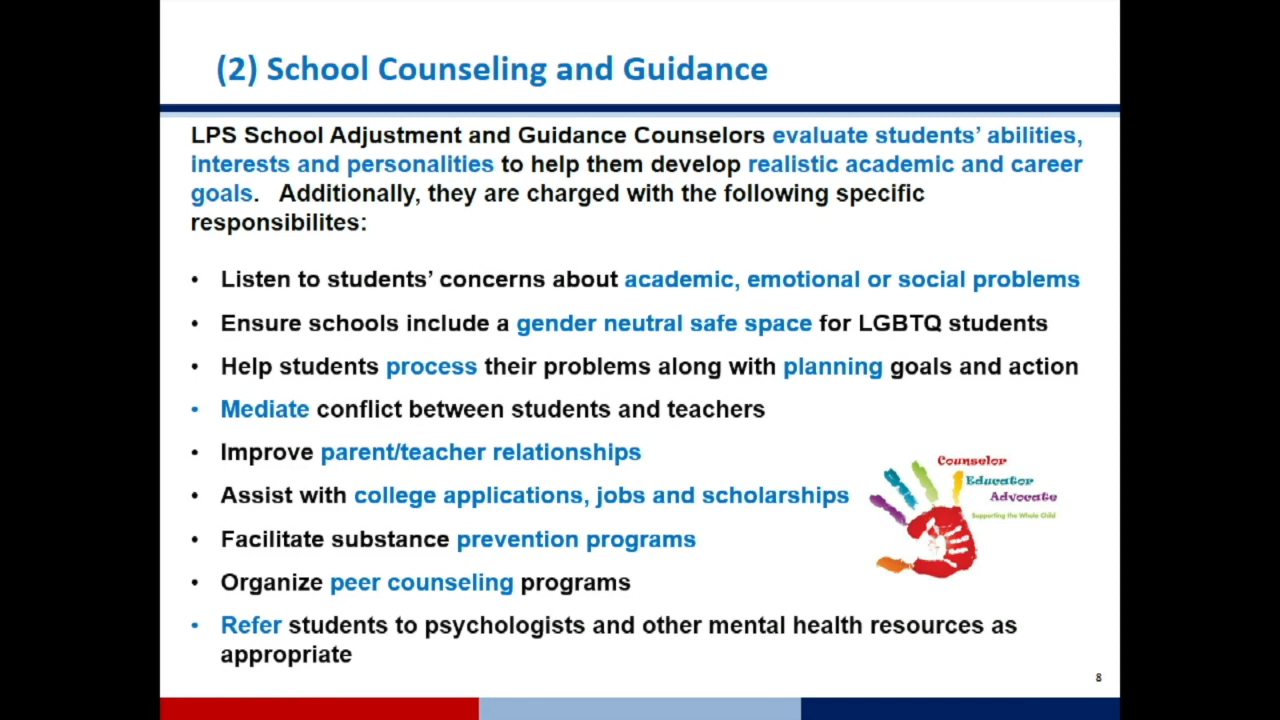 (2) School Counseling and Guidance
LPS School Adjustment and Guidance Counselors evaluate students’ abilities,
interests and personalities to help them develop realistic academic and career
goals.   Additionally, they are charged with the following specific
responsibilites:
• Listen to students’ concerns about academic, emotional or social problems
• Ensure schools include a gender neutral safe space for LGBTQ students
• Help students process their problems along with planning goals and action
• Mediate conflict between students and teachers
• Improve parent/teacher relationships
• Assist with college applications, jobs and scholarships
• Facilitate substance prevention programs
• Organize peer counseling programs
• Refer students to psychologists and other mental health resources as
appropriate
Counselor
Educator
Advocate
Supporting the Whole Child
8